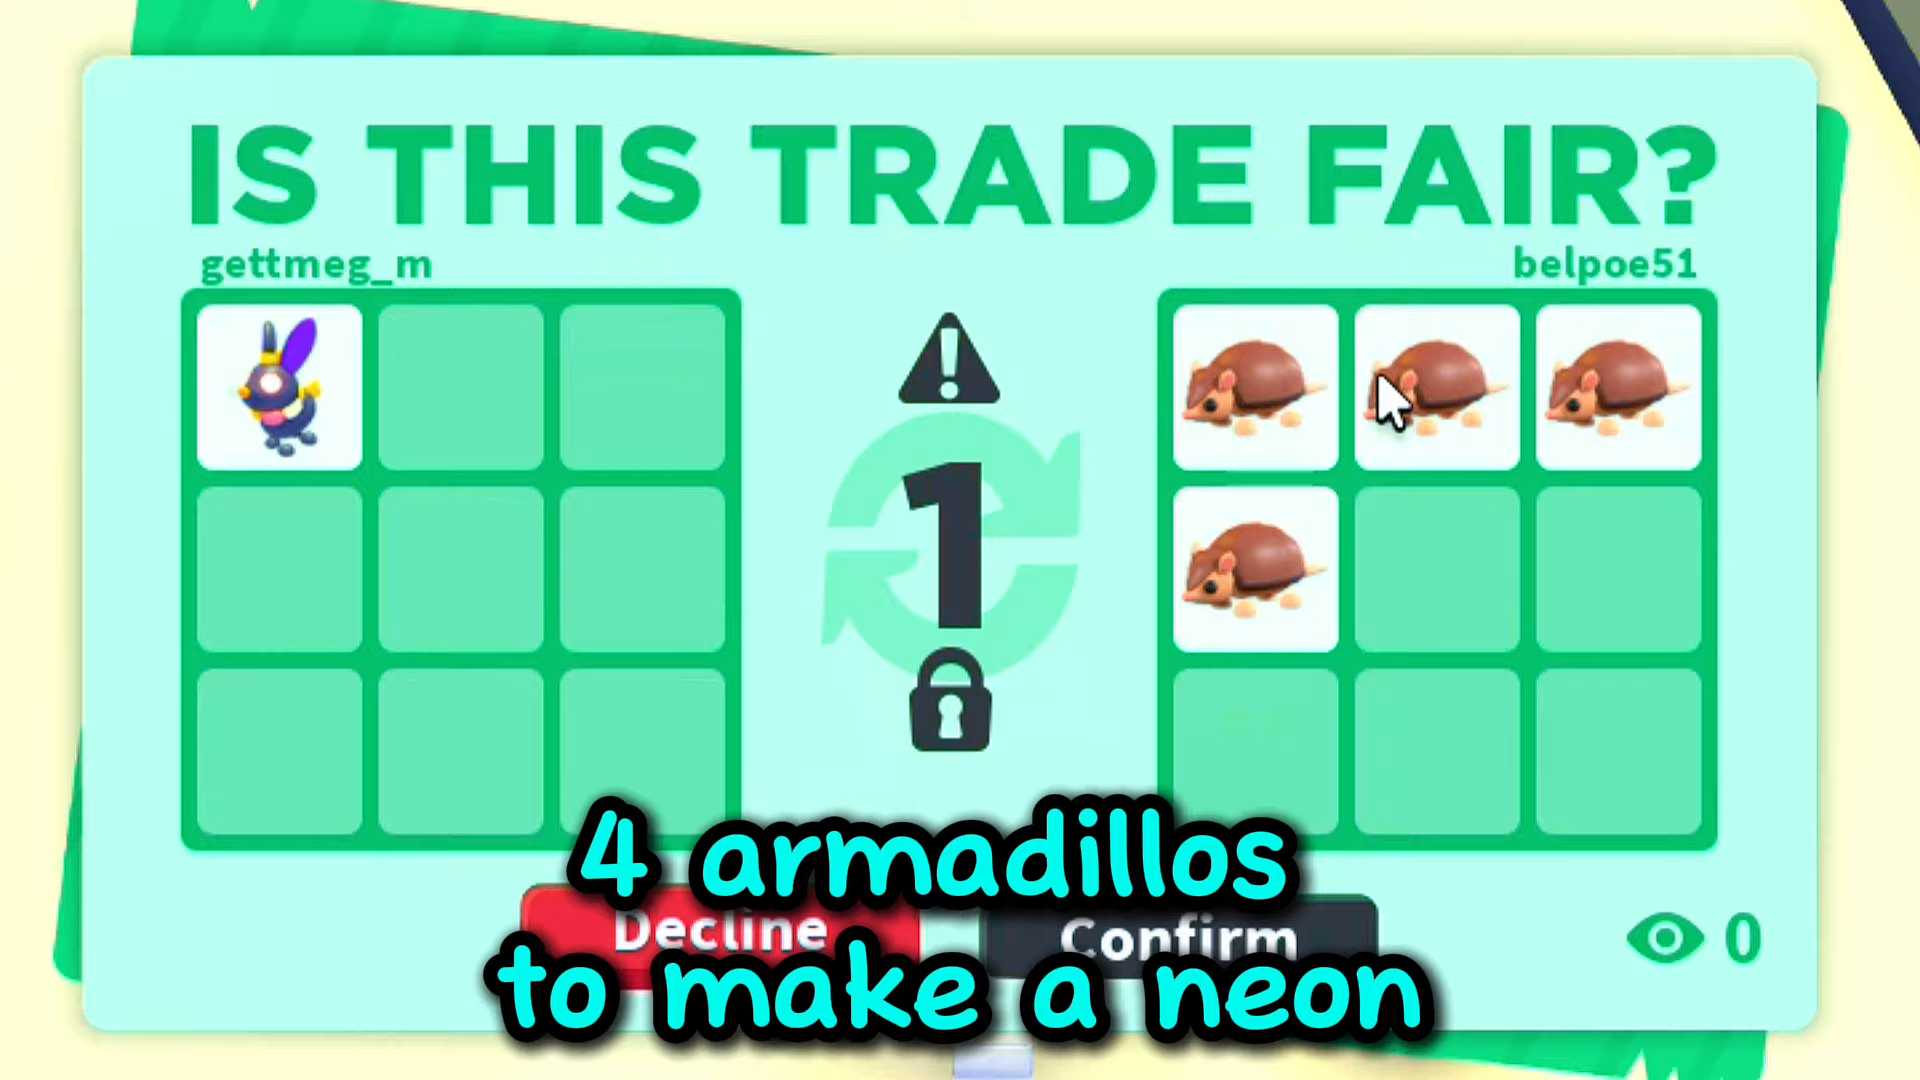 IS THIS TRADE FAIR?
gettmeg_m
belpoe51
1
4 armadillos
Decline
Confirm
0
to make a neon